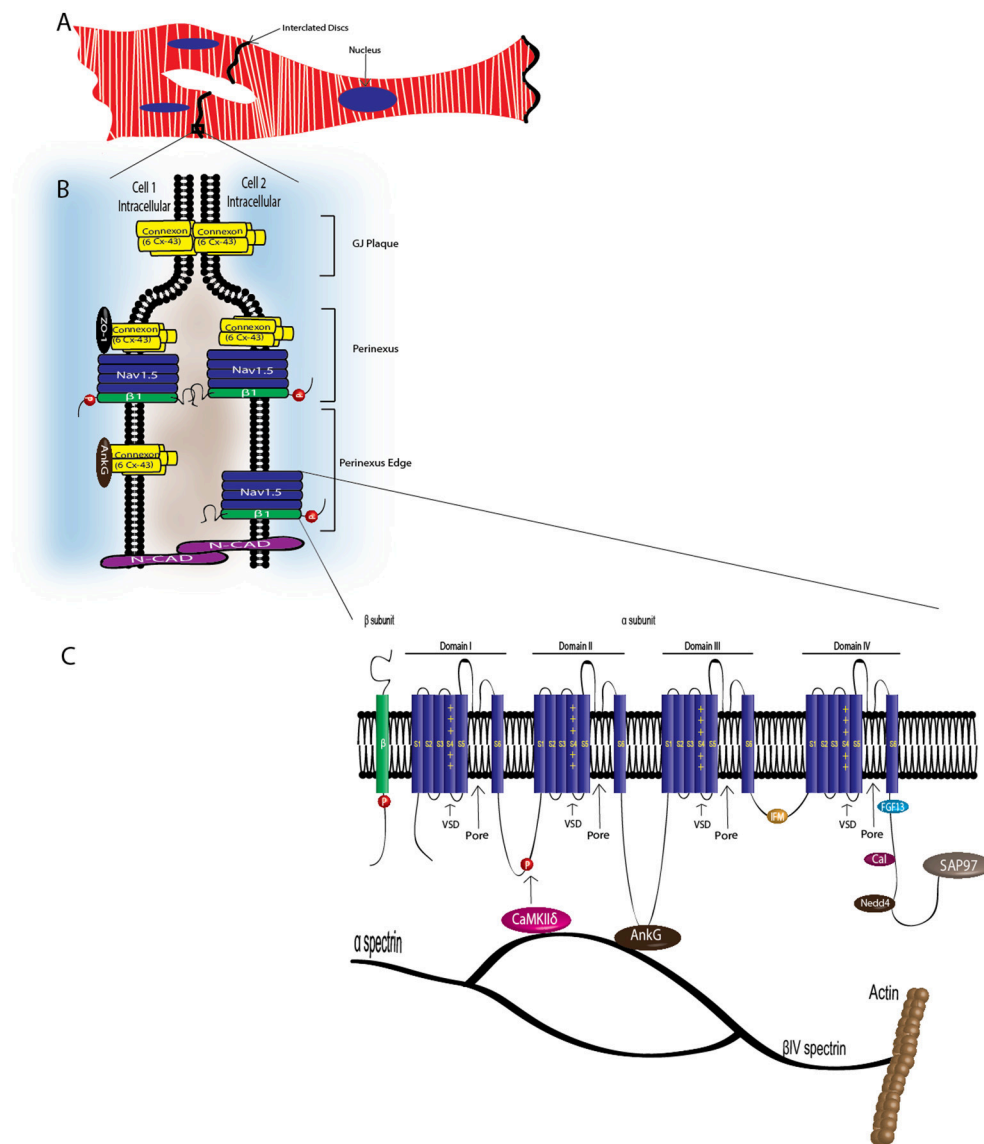 A
Interclated Discs
Nucleus
B
Cell 1
Intracellular
Cell 2
Intracellular
Connexon
(6 Cx-43)
Connexon
(6 Cx-43)
GJ Plaque
ZO-1
Connexon
(6 Cx-43)
Connexon
(6 Cx-43)
Perinexus
Nav1.5
β1
P
Nav1.5
β1
P
AnkG
Connexon
(6 Cx-43)
Perinexus Edge
Nav1.5
β1
P
N-CAD
N-CAD
C
β subunit
α subunit
Domain I
Domain II
Domain III
Domain IV
β
S1 S2 S3 S4 S5 S6
S1 S2 S3 S4 S5 S6
S1 S2 S3 S4 S5 S6
S1 S2 S3 S4 S5 S6
+ + + + + +
+ + + + + +
+ + + + + +
+ + + + + +
P
VSD
Pore
VSD
Pore
VSD
Pore
VSD
Pore
IFM
FGF13
P
Cal
SAP97
Nedd4
CaMKIIδ
AnkG
α spectrin
βIV spectrin
Actin